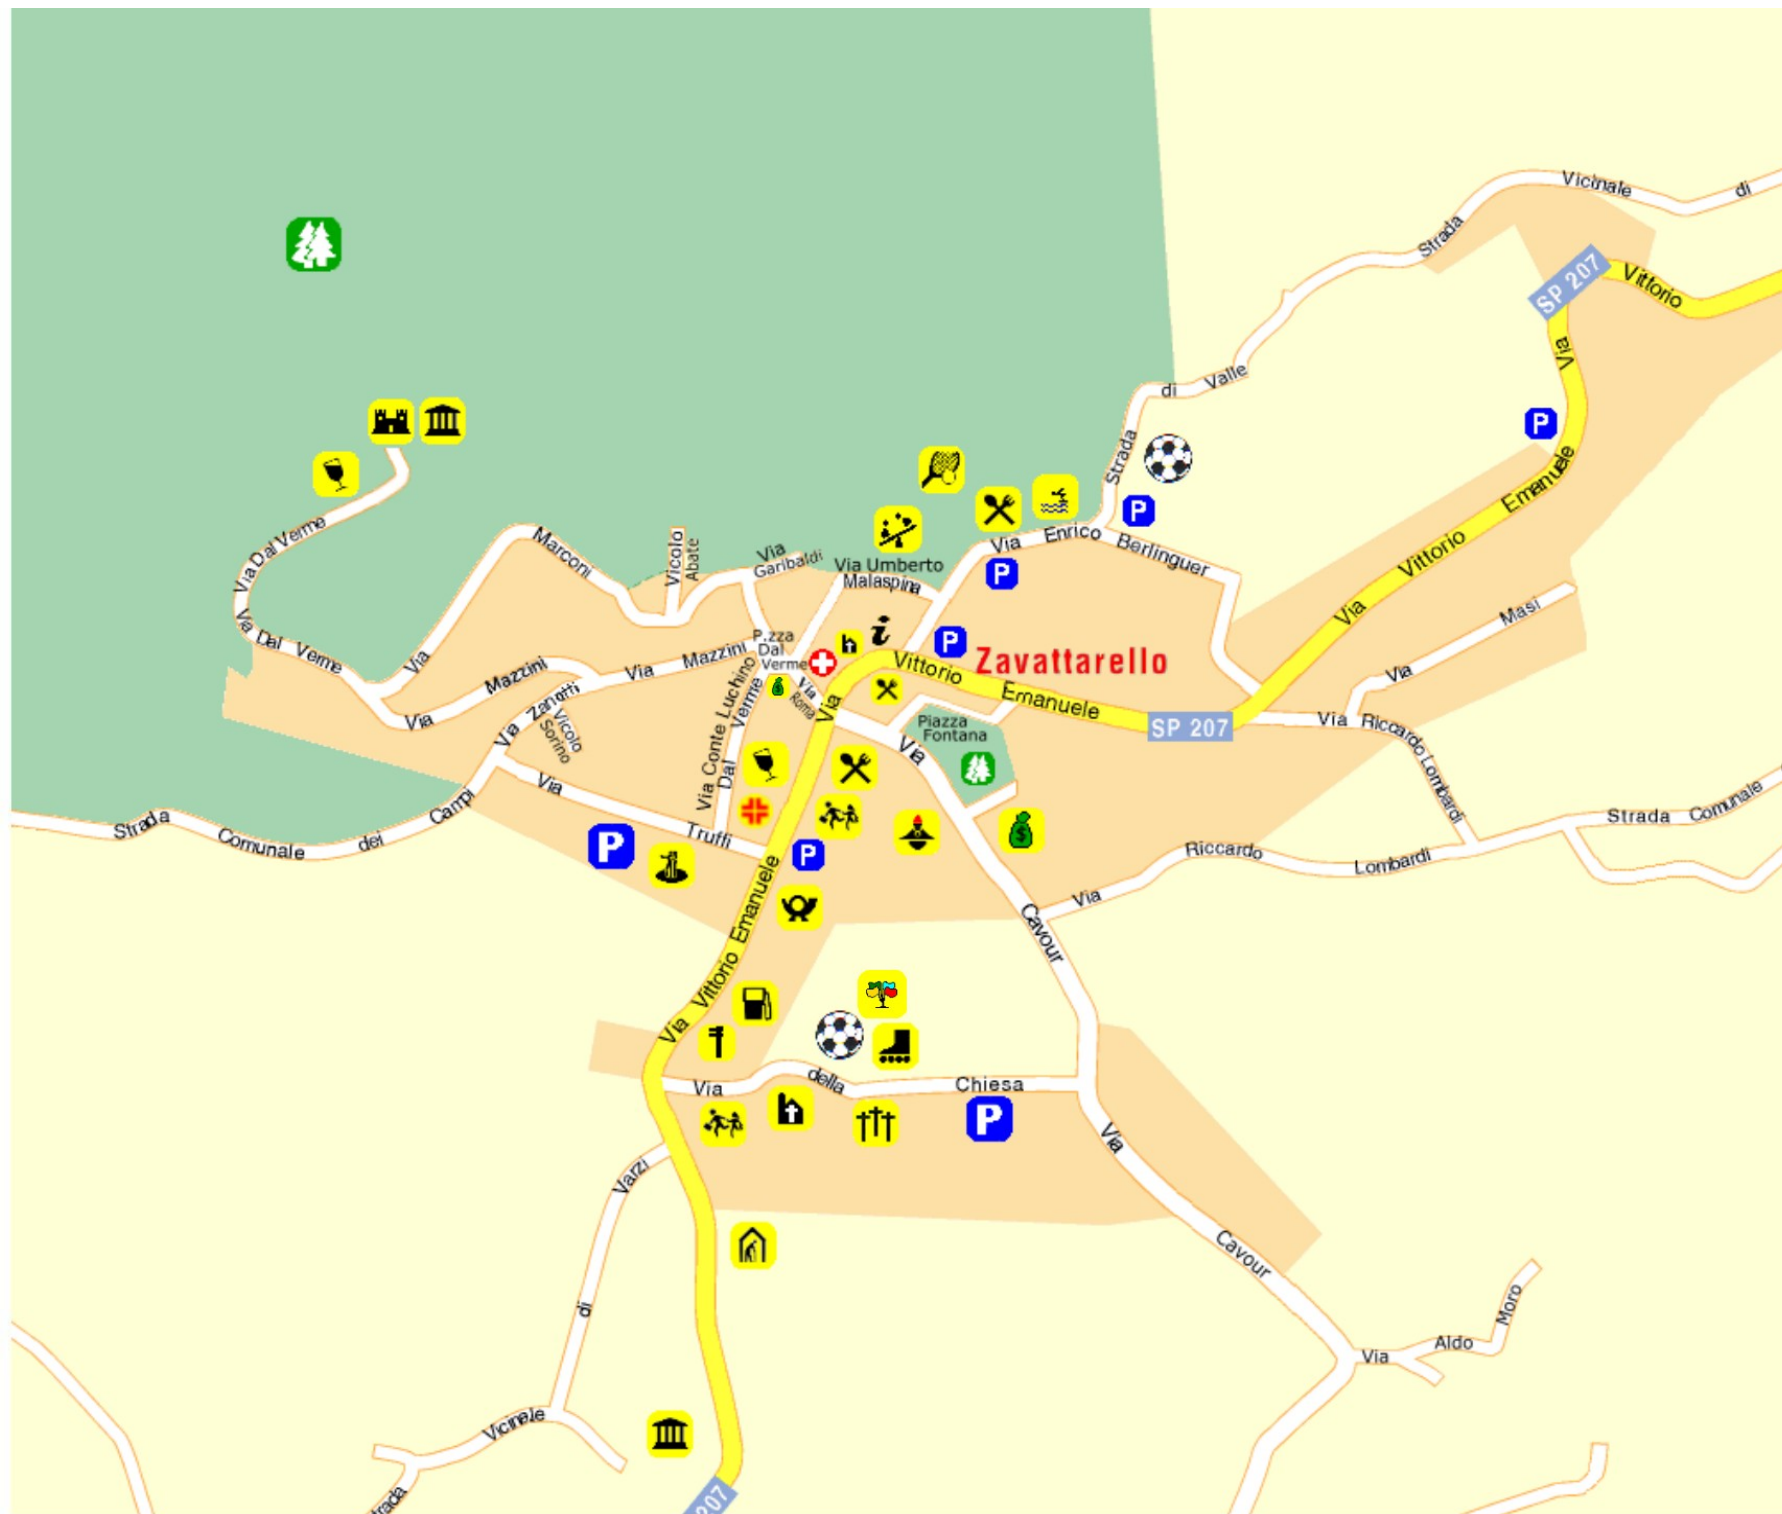 Vicinale
di
Strada
SP 207
Vittorio
Via
di Valle
Strada
Emanuele
Vittorio
Via
Via Dal Verme
Via Dal Verme
Marconi
Via
Vicolo
Abate
Via
Garibaldi
Via Umberto
Malaspina
Via Enrico Berlinguer
Masi
Via
P.zza
Dal
Verme
i
P
P
P
P
Zavattarello
Vittorio Emanuele
SP 207
Via Mazzini
Via Mazzini
Via Zanotti
Vicolo
Sorino
Via Conte Luchino
Dal Verme
Via
Roma
Via
Piazza
Fontana
Via Riccardo Lombardi
Via
Truffi
Strada Comunale dei Campi
Strada Comunale
P
P
Via Riccardo Lombardi
Via
Cavour
Via Vittorio Emanuele
Via della Chiesa
P
Via
Cavour
Varzi
di
Vicinale
trada
Via Aldo Moro
207